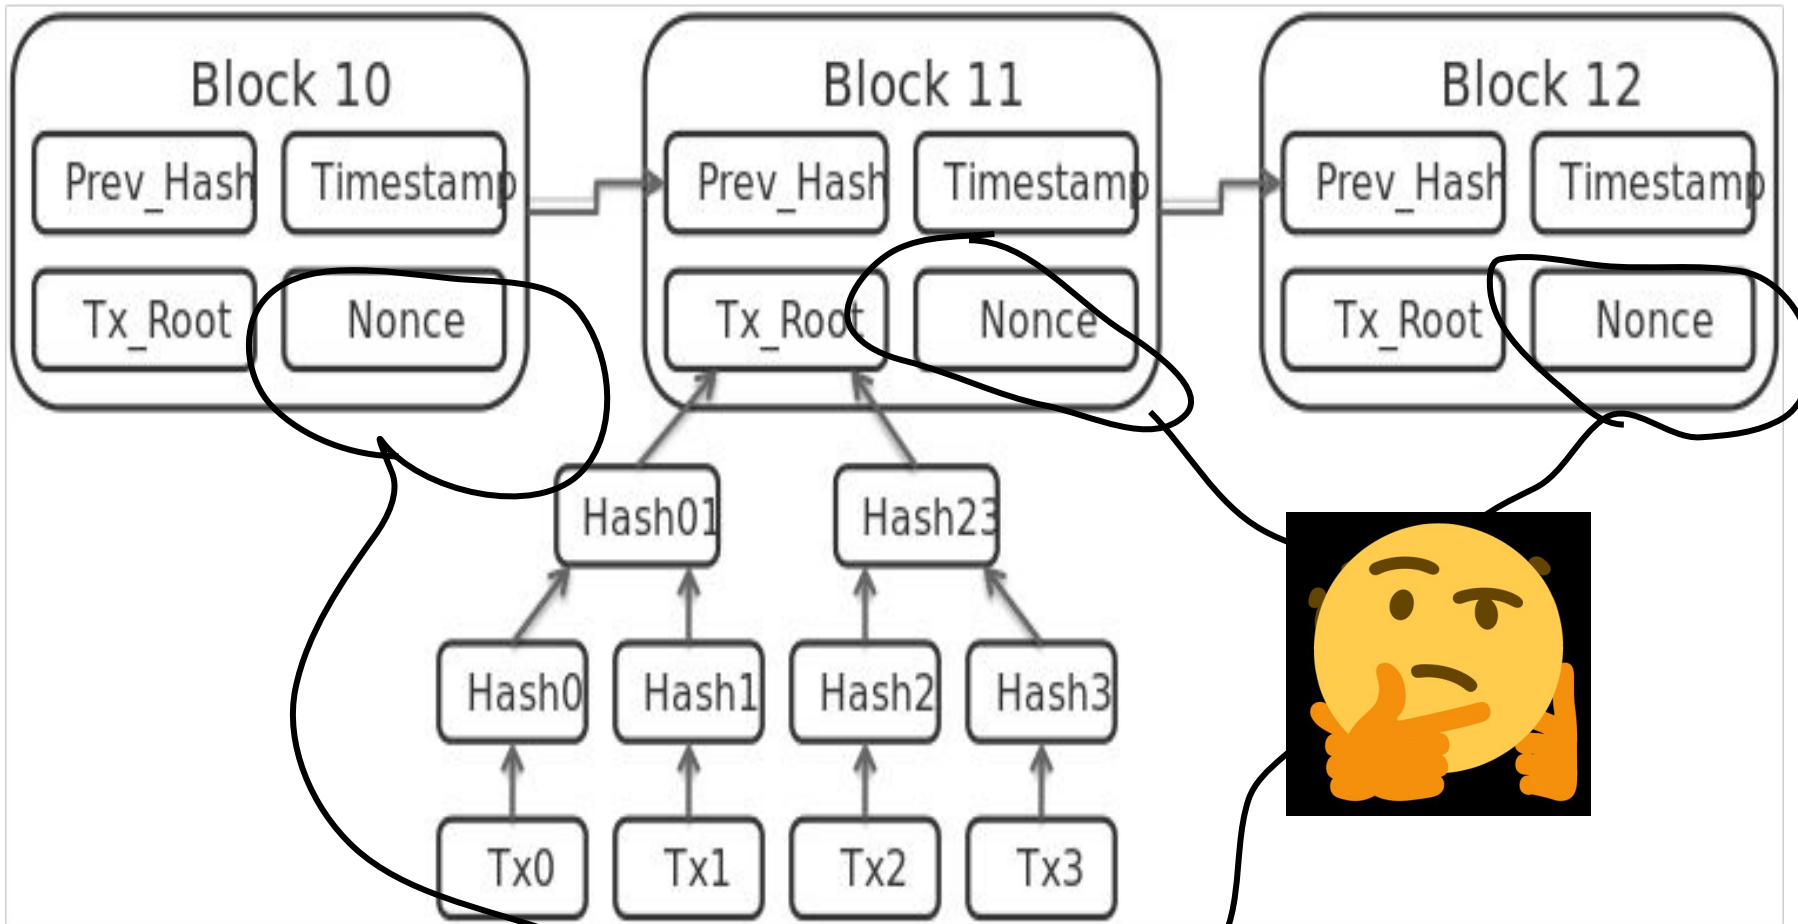 Block 10 Block 11 Block 12
Prev_Hash Timestamp Prev_Hash Timestamp Prev_Hash Timestamp
Tx_Root Nonce Tx_Root Nonce Tx_Root Nonce
Hash01 Hash23
Hash0 Hash1 Hash2 Hash3
Tx0 Tx1 Tx2 Tx3